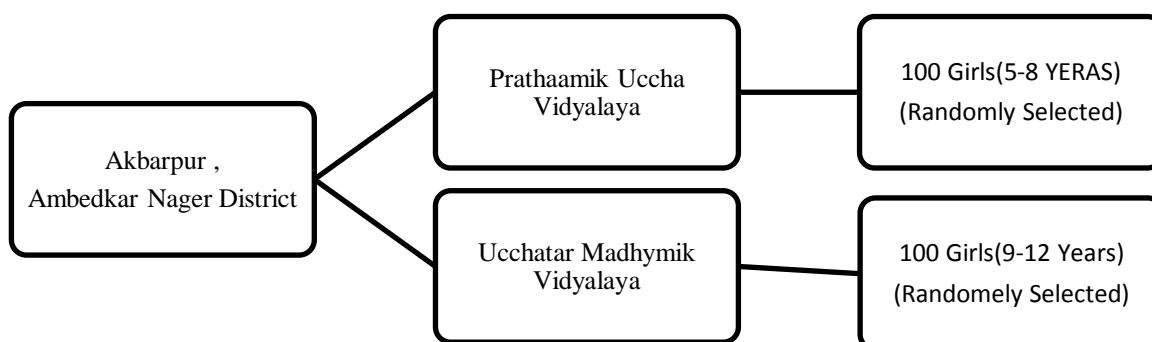 Akbarpur ,
Ambedkar Nager District
Prathaamik Uccha
Vidyalaya
100 Girls(5-8 YERAS)
(Randomly Selected)
Ucchatar Madhymik
Vidyalaya
100 Girls(9-12 Years)
(Randomely Selected)